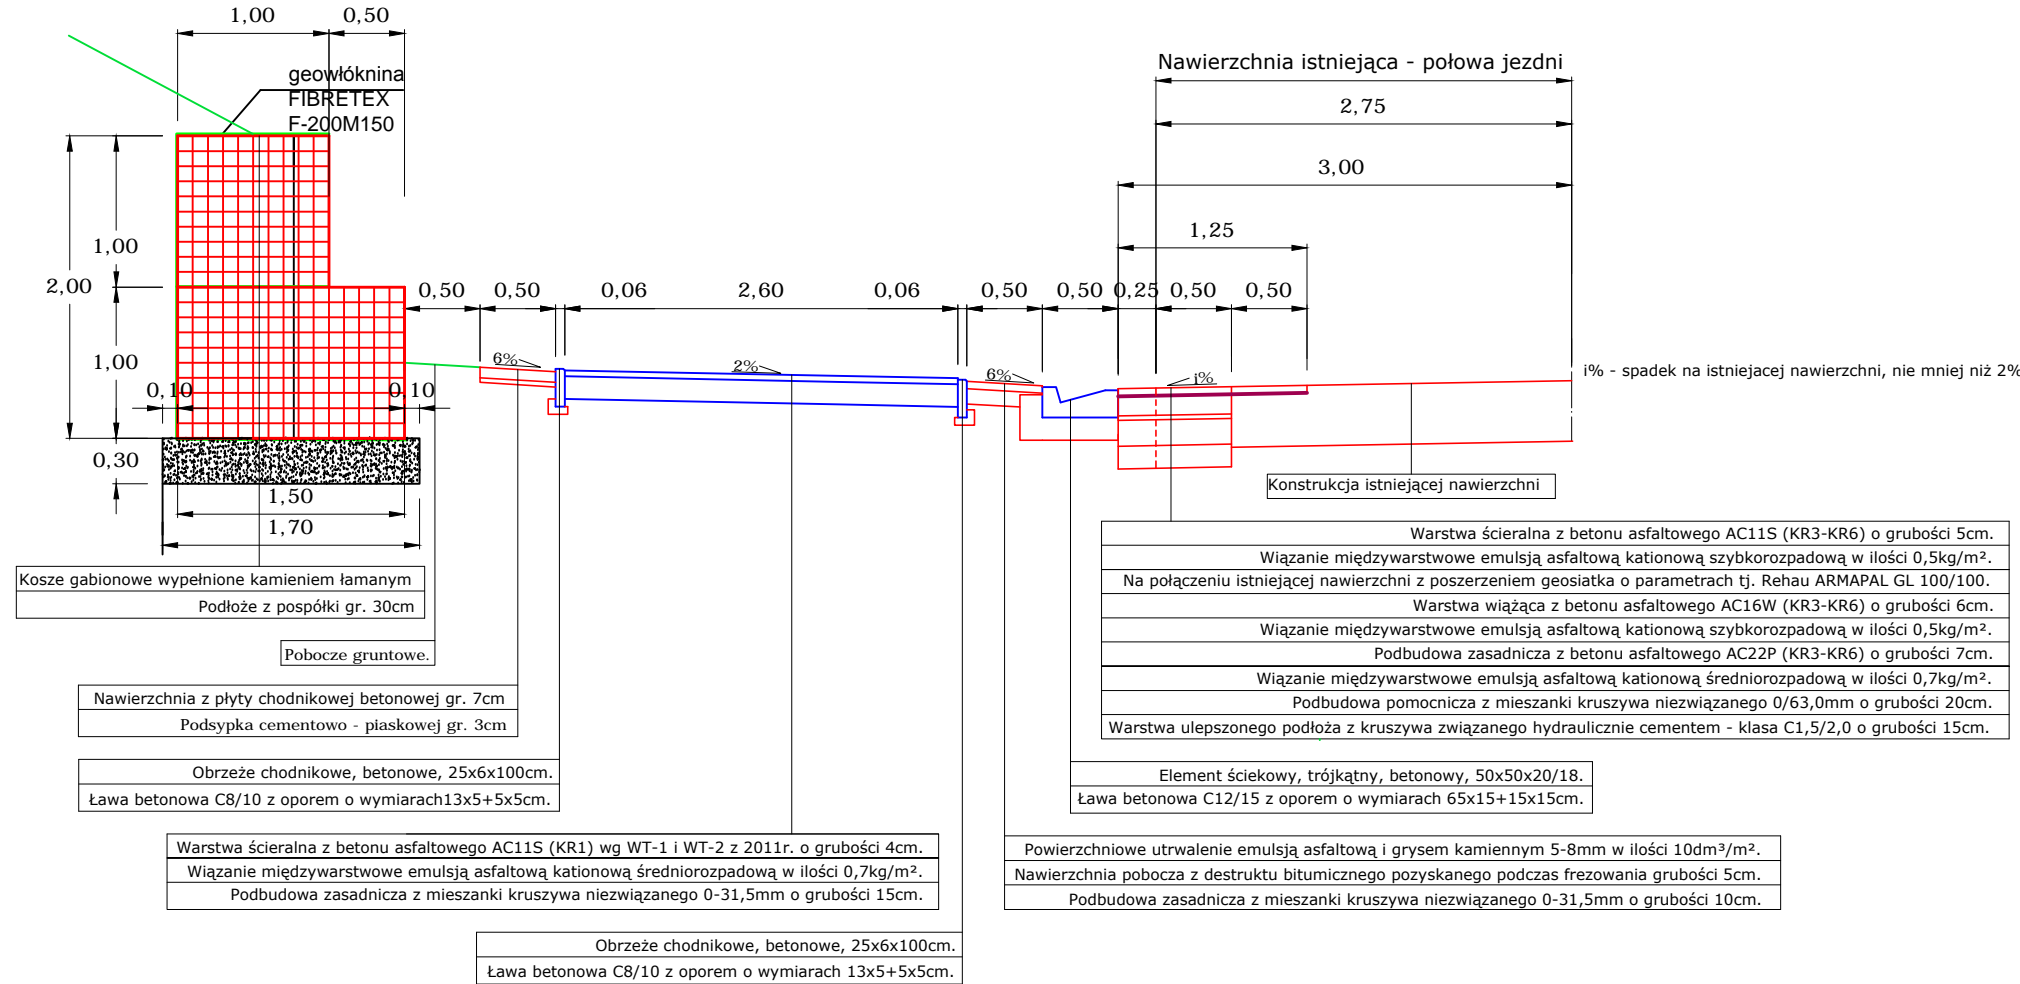 1,00 0,50
geowłóknina
FIBRETEX
F-200M150
Nawierzchnia istniejąca - połowa jezdni
2,75
3,00
1,25
1,00
2,00
0,50 0,50 0,06 2,60 0,06 0,50 0,50 0,25 0,50 0,50
1,00
6% 2% 6% i%
i% - spadek na istniejacej nawierzchni, nie mniej niż 2%
0,10 0,10
0,30
1,50
1,70
Konstrukcja istniejącej nawierzchni
Kosze gabionowe wypełnione kamieniem łamanym
Podłoże z pospółki gr. 30cm
Pobocze gruntowe.
Nawierzchnia z płyty chodnikowej betonowej gr. 7cm
Podsypka cementowo - piaskowej gr. 3cm
Obrzeże chodnikowe, betonowe, 25x6x100cm.
Ława betonowa C8/10 z oporem o wymiarach13x5+5x5cm.
Warstwa ścieralna z betonu asfaltowego AC11S (KR1) wg WT-1 i WT-2 z 2011r. o grubości 4cm.
Wiązanie międzywarstwowe emulsją asfaltową kationową średniorozpadową w ilości 0,7kg/m².
Podbudowa zasadnicza z mieszanki kruszywa niezwiązanego 0-31,5mm o grubości 15cm.
Obrzeże chodnikowe, betonowe, 25x6x100cm.
Ława betonowa C8/10 z oporem o wymiarach 13x5+5x5cm.
Warstwa ścieralna z betonu asfaltowego AC11S (KR3-KR6) o grubości 5cm.
Wiązanie międzywarstwowe emulsją asfaltową kationową szybkorozpadową w ilości 0,5kg/m².
Na połączeniu istniejącej nawierzchni z poszerzeniem geosiatka o parametrach tj. Rehau ARMAPAL GL 100/100.
Warstwa wiążąca z betonu asfaltowego AC16W (KR3-KR6) o grubości 6cm.
Wiązanie międzywarstwowe emulsją asfaltową kationową szybkorozpadową w ilości 0,5kg/m².
Podbudowa zasadnicza z betonu asfaltowego AC22P (KR3-KR6) o grubości 7cm.
Wiązanie międzywarstwowe emulsją asfaltową kationową średniorozpadową w ilości 0,7kg/m².
Podbudowa pomocnicza z mieszanki kruszywa niezwiązanego 0/63,0mm o grubości 20cm.
Warstwa ulepszonego podłoża z kruszywa związanego hydraulicznie cementem - klasa C1,5/2,0 o grubości 15cm.
Element ściekowy, trójkątny, betonowy, 50x50x20/18.
Ława betonowa C12/15 z oporem o wymiarach 65x15+15x15cm.
Powierzchniowe utrwalenie emulsją asfaltową i grysem kamiennym 5-8mm w ilości 10dm³/m².
Nawierzchnia pobocza z destruktu bitumicznego pozyskanego podczas frezowania grubości 5cm.
Podbudowa zasadnicza z mieszanki kruszywa niezwiązanego 0-31,5mm o grubości 10cm.